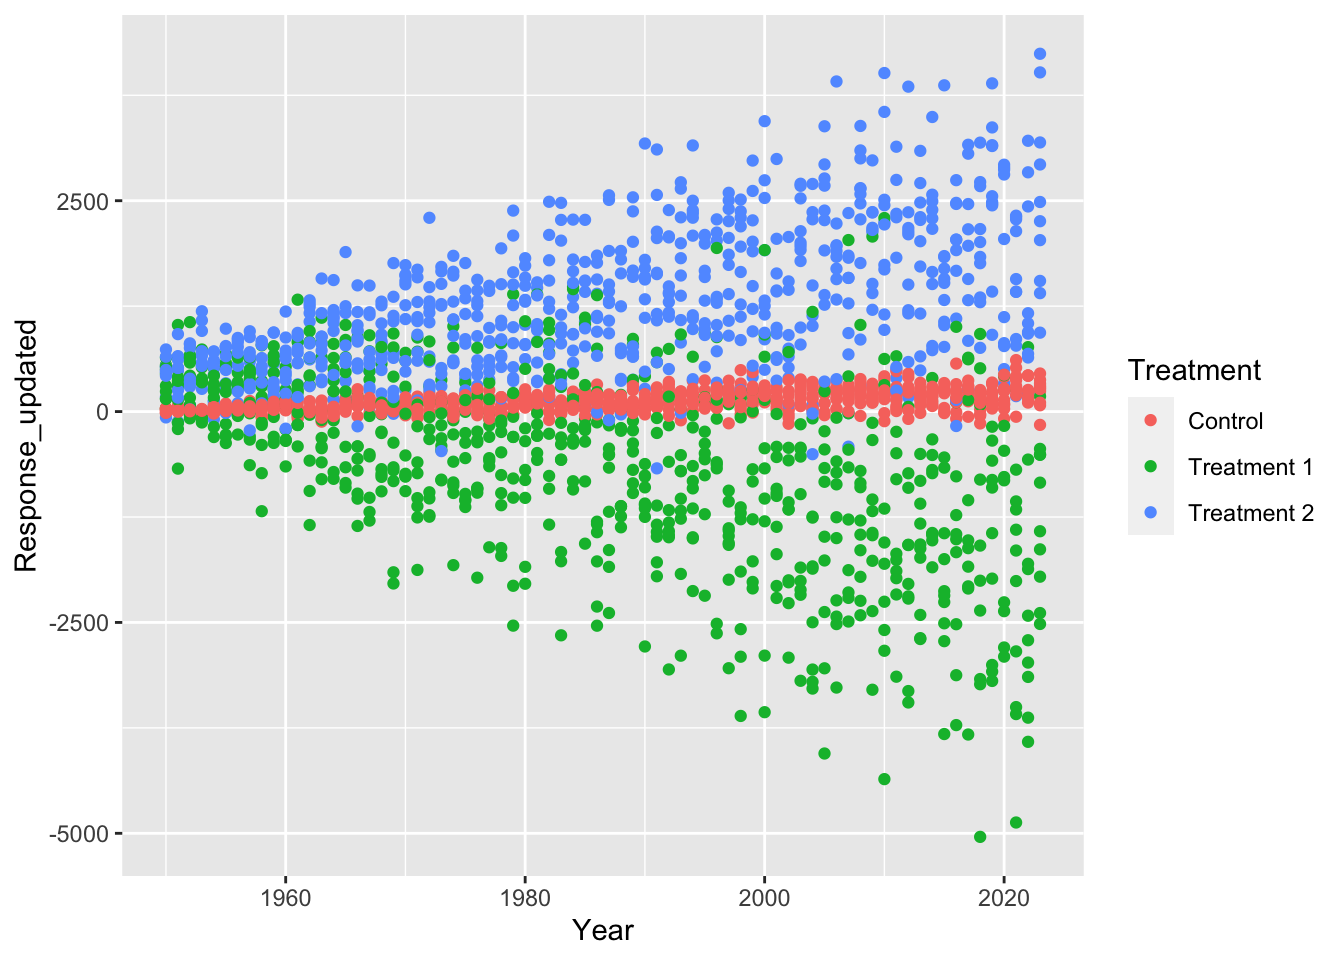 Response_updated
2500
0
-2500
-5000
1960
1980
2000
2020
Year
Treatment
Control
Treatment 1
Treatment 2